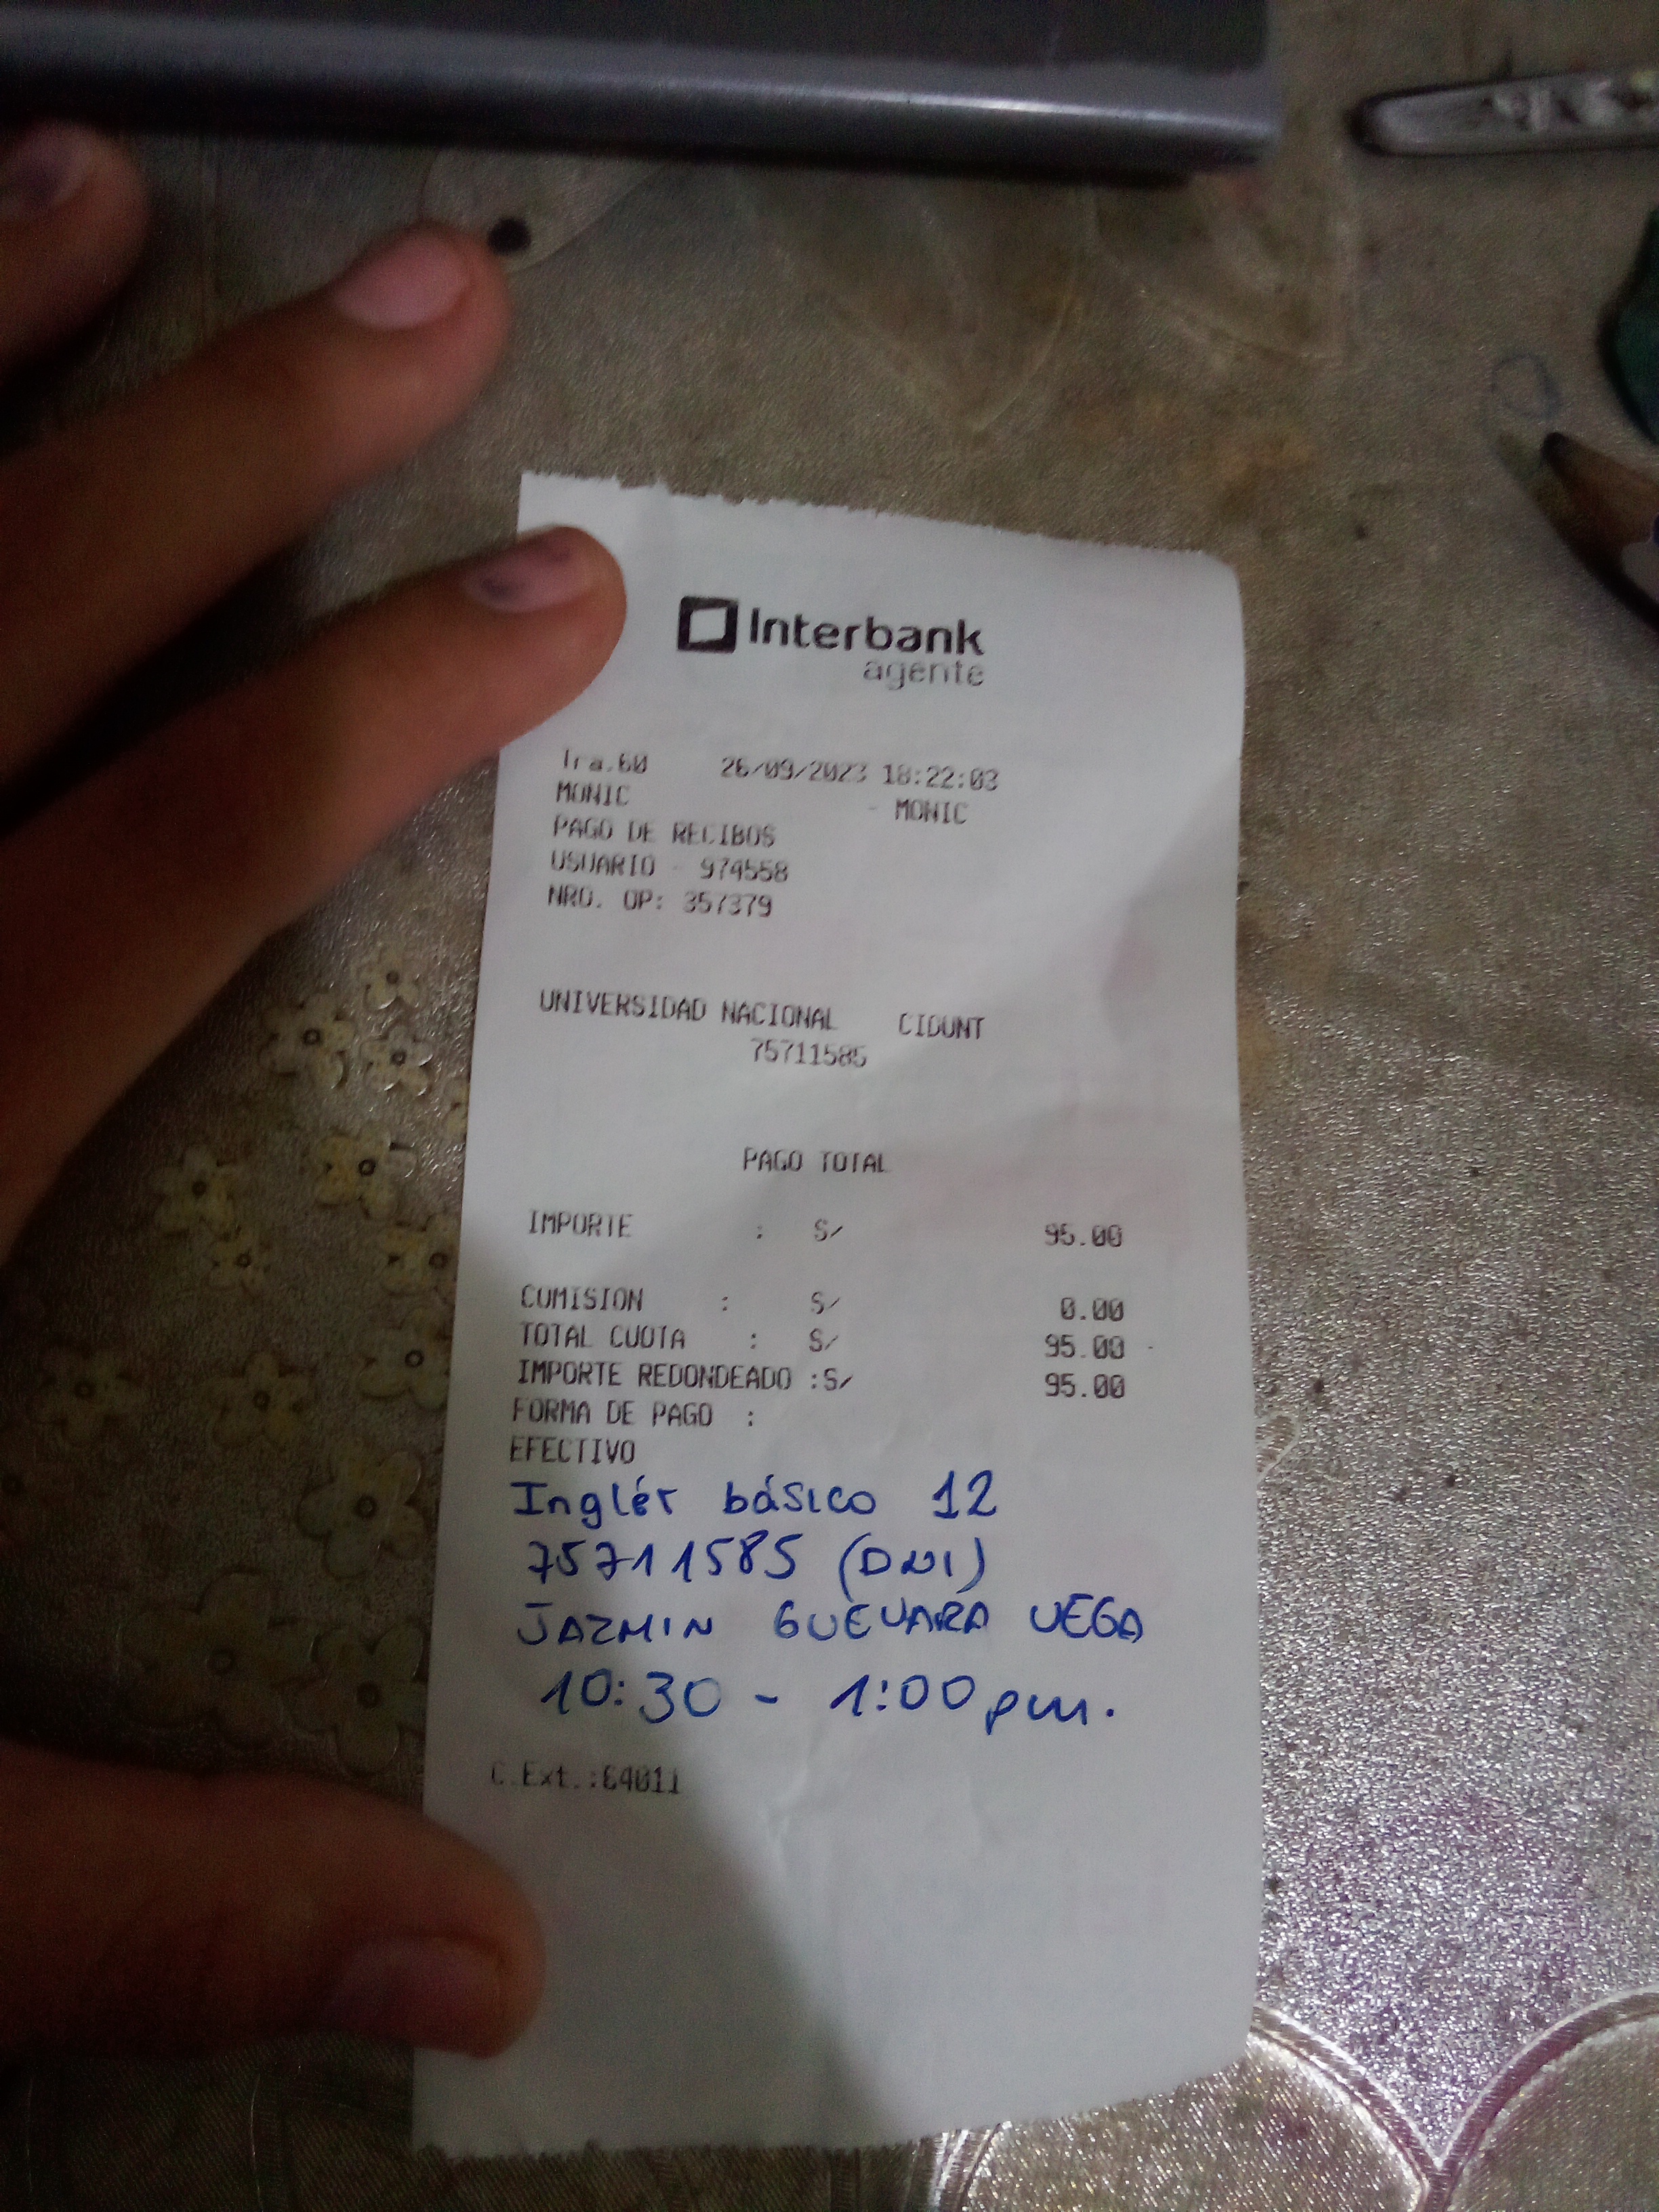 Interbank
agente
Tra.60 26/09/2023 18:22:03
MONIC - MONIC
PAGO DE RECIBOS
USUARIO - 974558
NRO. OP: 357379
UNIVERSIDAD NACIONAL CIDUNT
75711585
PAGO TOTAL
IMPORTE : S/ 95.00
COMISION : S/ 0.00
TOTAL CUOTA : S/ 95.00
IMPORTE REDONDEADO :S/ 95.00
FORMA DE PAGO :
EFECTIVO
Inglés básico 12
75711585 (DNI)
JAZMIN GUEVARA VEGA
10:30 - 1:00 pm.
C.Ext.:64011